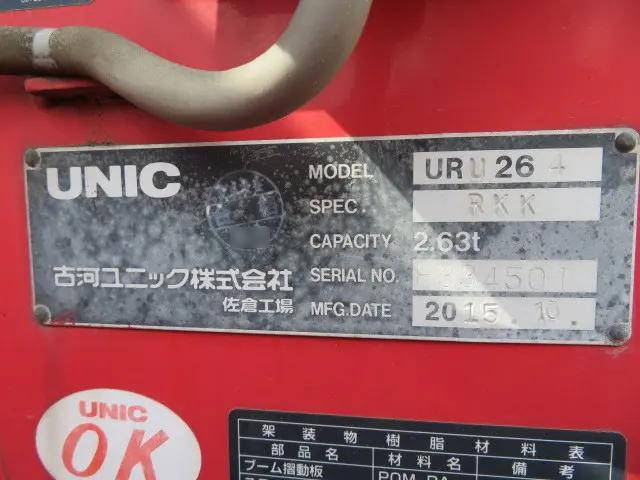 UNIC
MODEL URU264
SPEC. RKK
CAPACITY 2.63t
古河ユニック株式会社
佐倉工場
SERIAL NO.
MFG.DATE 2015 10
UNIC
OK
架装物樹脂材料表
部品名 材料名 備考
ブーム摺動板